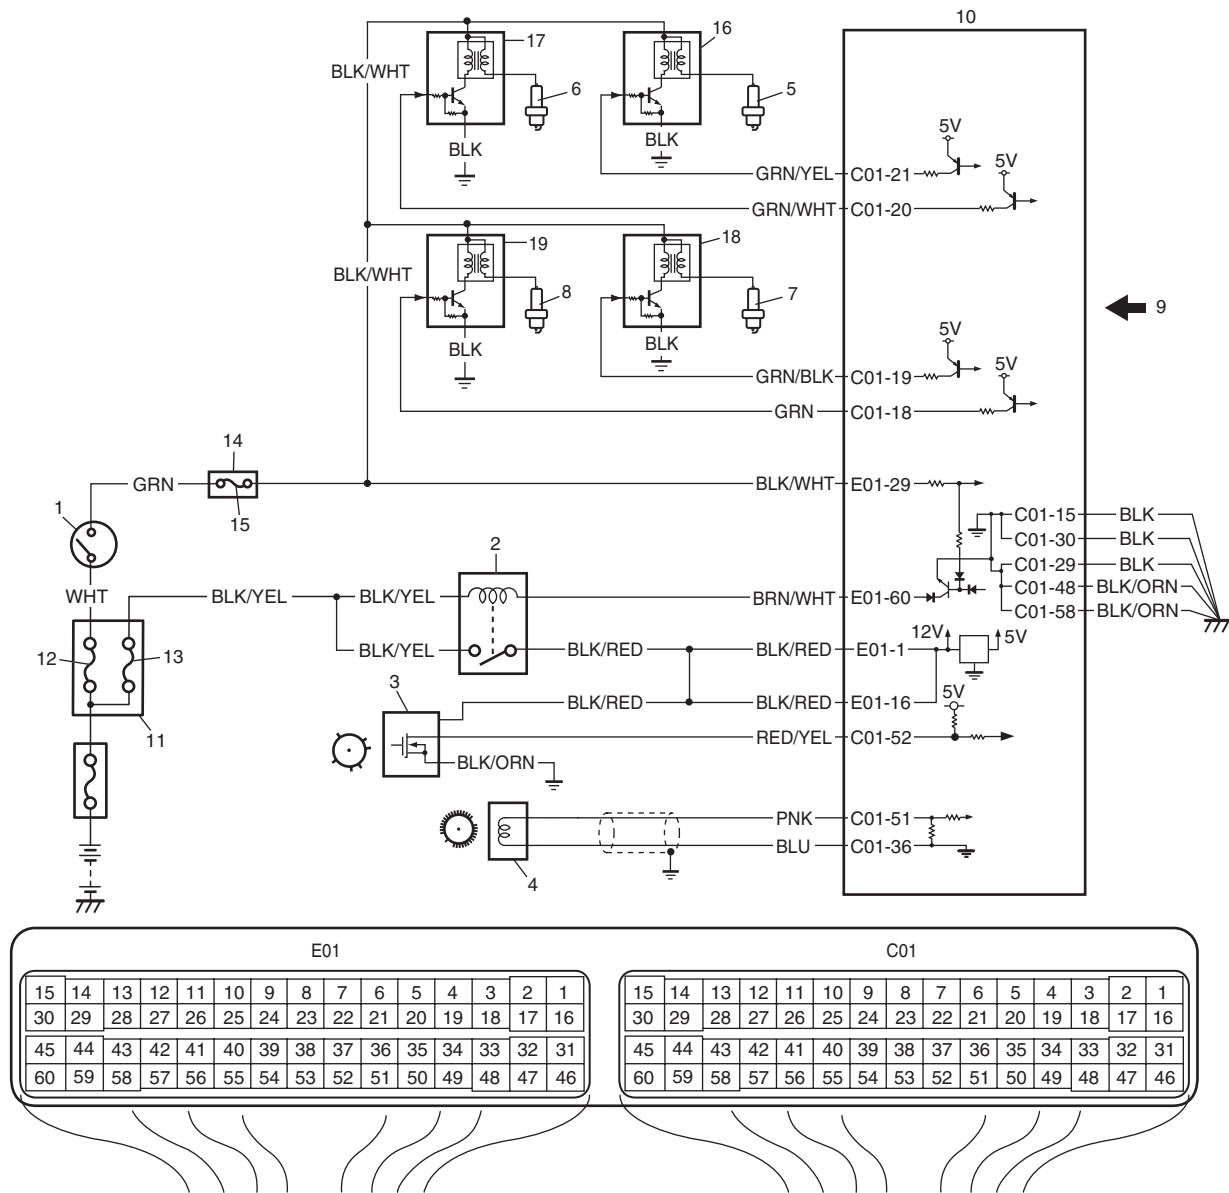 10
17
16
BLK/WHT
6
5
5V
BLK
BLK
5V
GRN/YEL
C01-21
GRN/WHT
C01-20
19
18
BLK/WHT
8
7
9
5V
BLK
BLK
5V
GRN/BLK
C01-19
GRN
C01-18
14
GRN
BLK/WHT
E01-29
15
1
C01-15
BLK
C01-30
BLK
2
C01-29
BLK
C01-48
BLK/ORN
C01-58
BLK/ORN
WHT
BLK/YEL
BLK/YEL
BRN/WHT
E01-60
12V
5V
12
13
BLK/YEL
BLK/RED
BLK/RED
E01-1
3
5V
BLK/RED
BLK/RED
E01-16
11
RED/YEL
C01-52
BLK/ORN
PNK
C01-51
BLU
C01-36
4
E01
15 14 13 12 11 10 9 8 7 6 5 4 3 2 1
30 29 28 27 26 25 24 23 22 21 20 19 18 17 16
45 44 43 42 41 40 39 38 37 36 35 34 33 32 31
60 59 58 57 56 55 54 53 52 51 50 49 48 47 46
C01
15 14 13 12 11 10 9 8 7 6 5 4 3 2 1
30 29 28 27 26 25 24 23 22 21 20 19 18 17 16
45 44 43 42 41 40 39 38 37 36 35 34 33 32 31
60 59 58 57 56 55 54 53 52 51 50 49 48 47 46